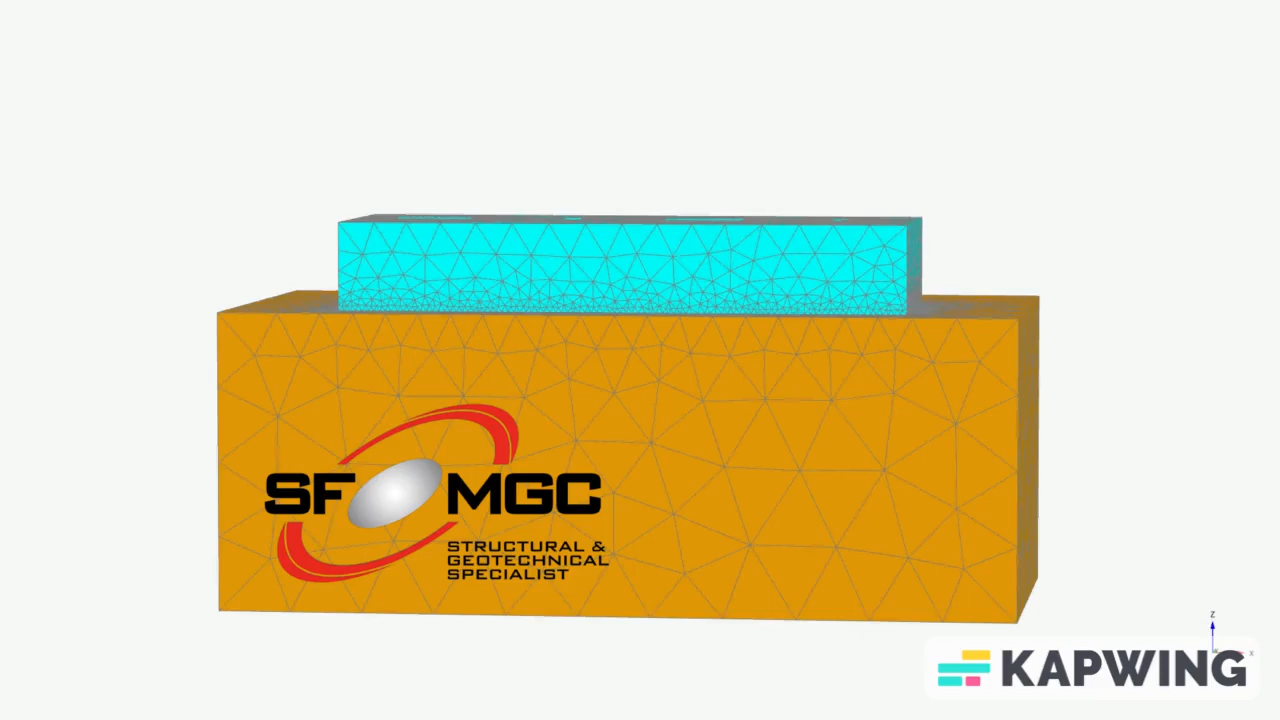 SF MGC
STRUCTURAL &
GEOTECHNICAL
SPECIALIST
Z
X
KAPWING